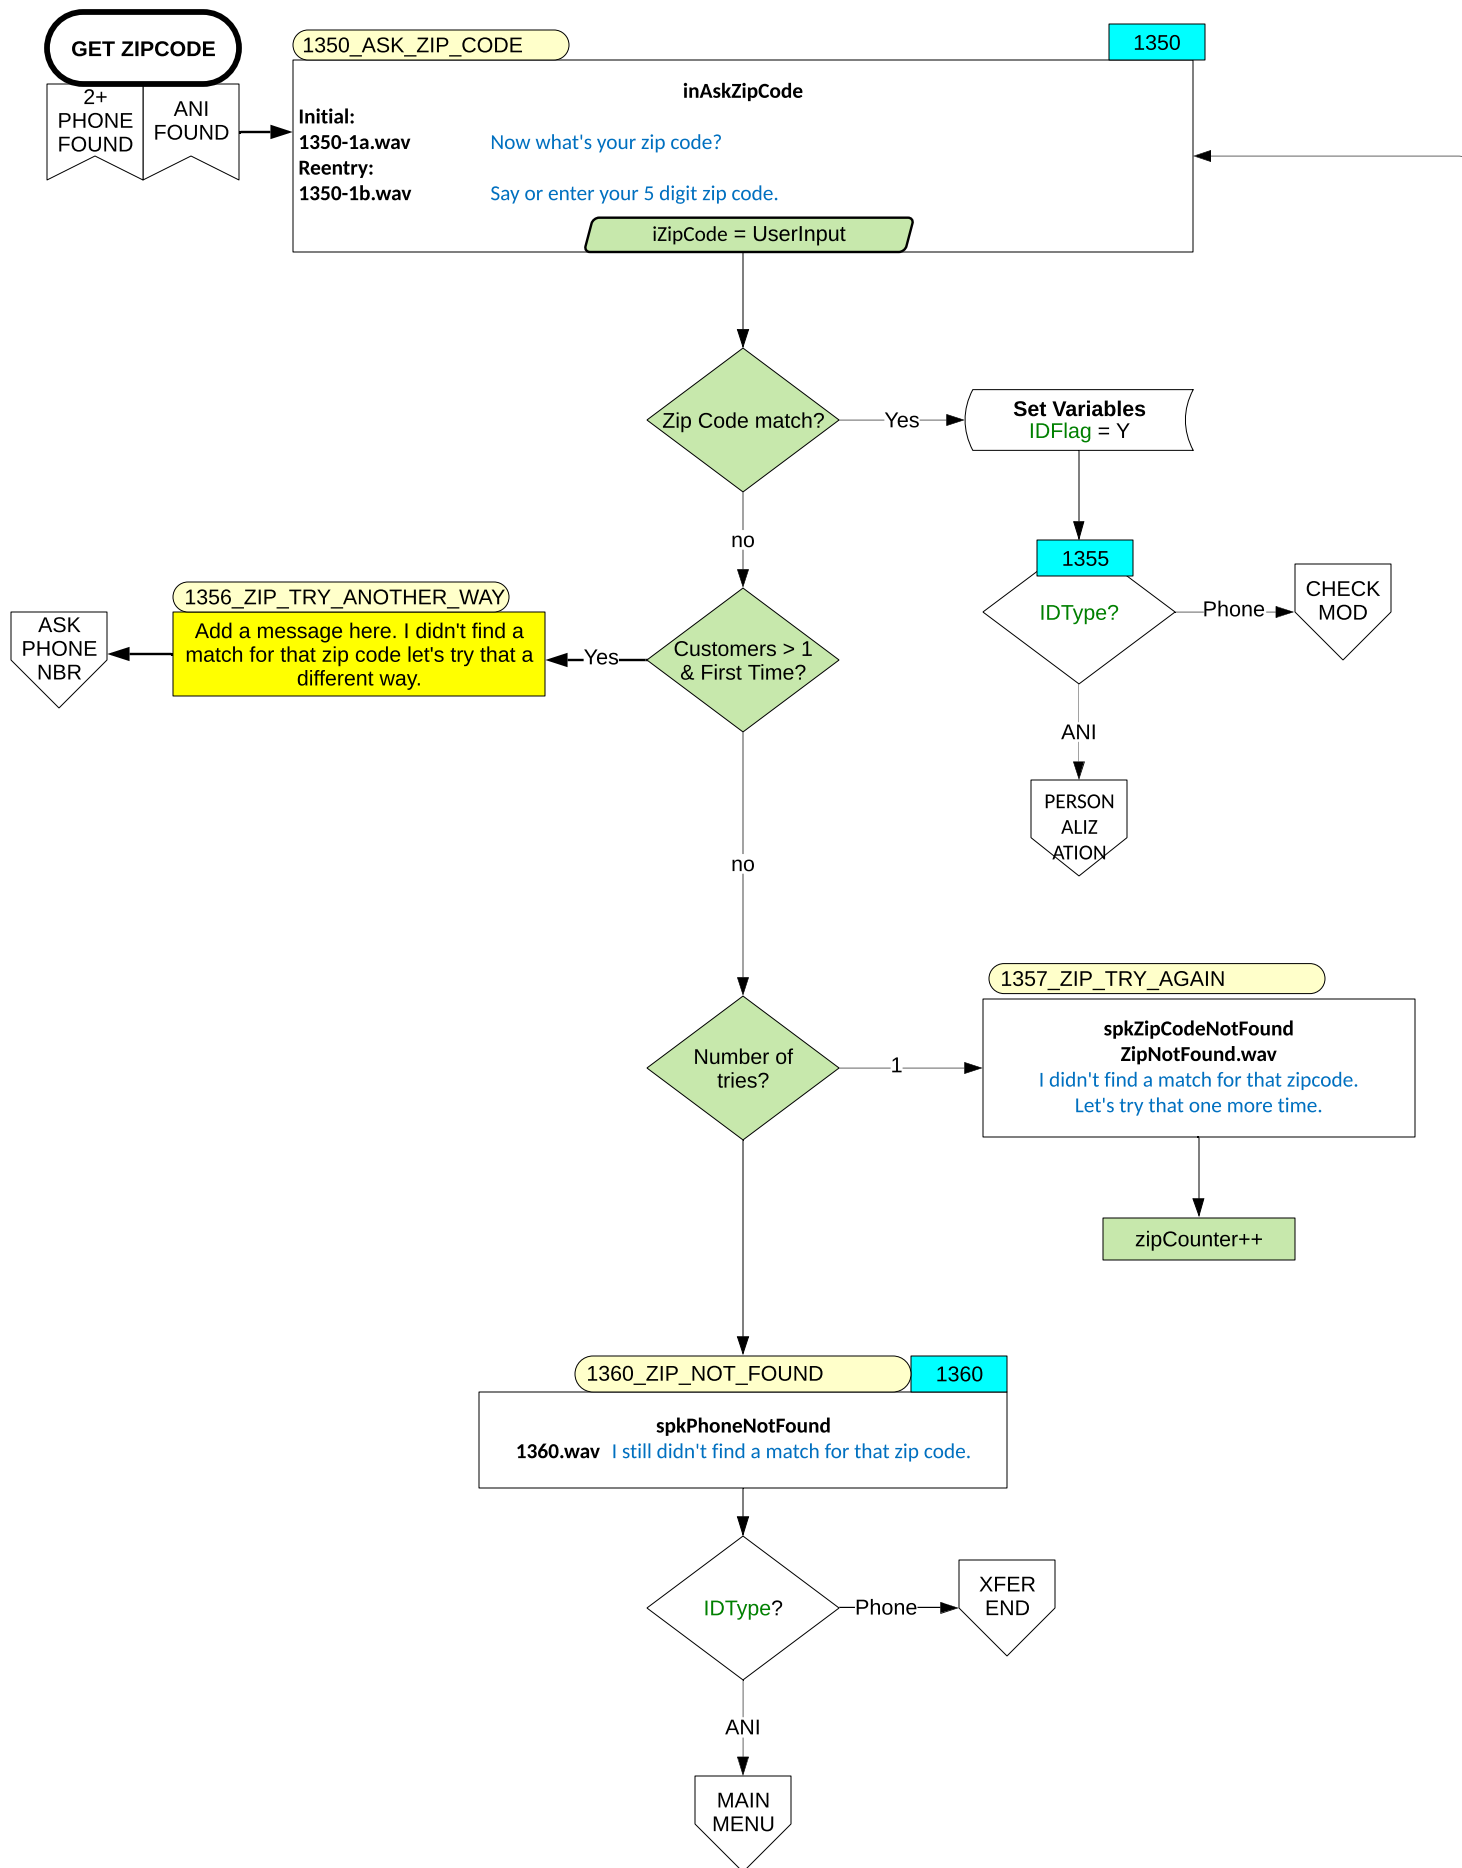 GET ZIPCODE
2+
PHONE
FOUND
ANI
FOUND
1350_ASK_ZIP_CODE
1350
inAskZipCode
Initial:
1350-1a.wav Now what's your zip code?
Reentry:
1350-1b.wav Say or enter your 5 digit zip code.
iZipCode = UserInput
Zip Code match?
Yes
Set Variables
IDFlag = Y
no
1355
IDType?
Phone
CHECK
MOD
ANI
PERSON
ALIZ
ATION
1356_ZIP_TRY_ANOTHER_WAY
Add a message here. I didn't find a
match for that zip code let's try that a
different way.
ASK
PHONE
NBR
Yes
Customers > 1
& First Time?
no
Number of
tries?
1
1357_ZIP_TRY_AGAIN
spkZipCodeNotFound
ZipNotFound.wav
I didn't find a match for that zipcode.
Let's try that one more time.
zipCounter++
1360_ZIP_NOT_FOUND
1360
spkPhoneNotFound
1360.wav I still didn't find a match for that zip code.
IDType?
Phone
XFER
END
ANI
MAIN
MENU